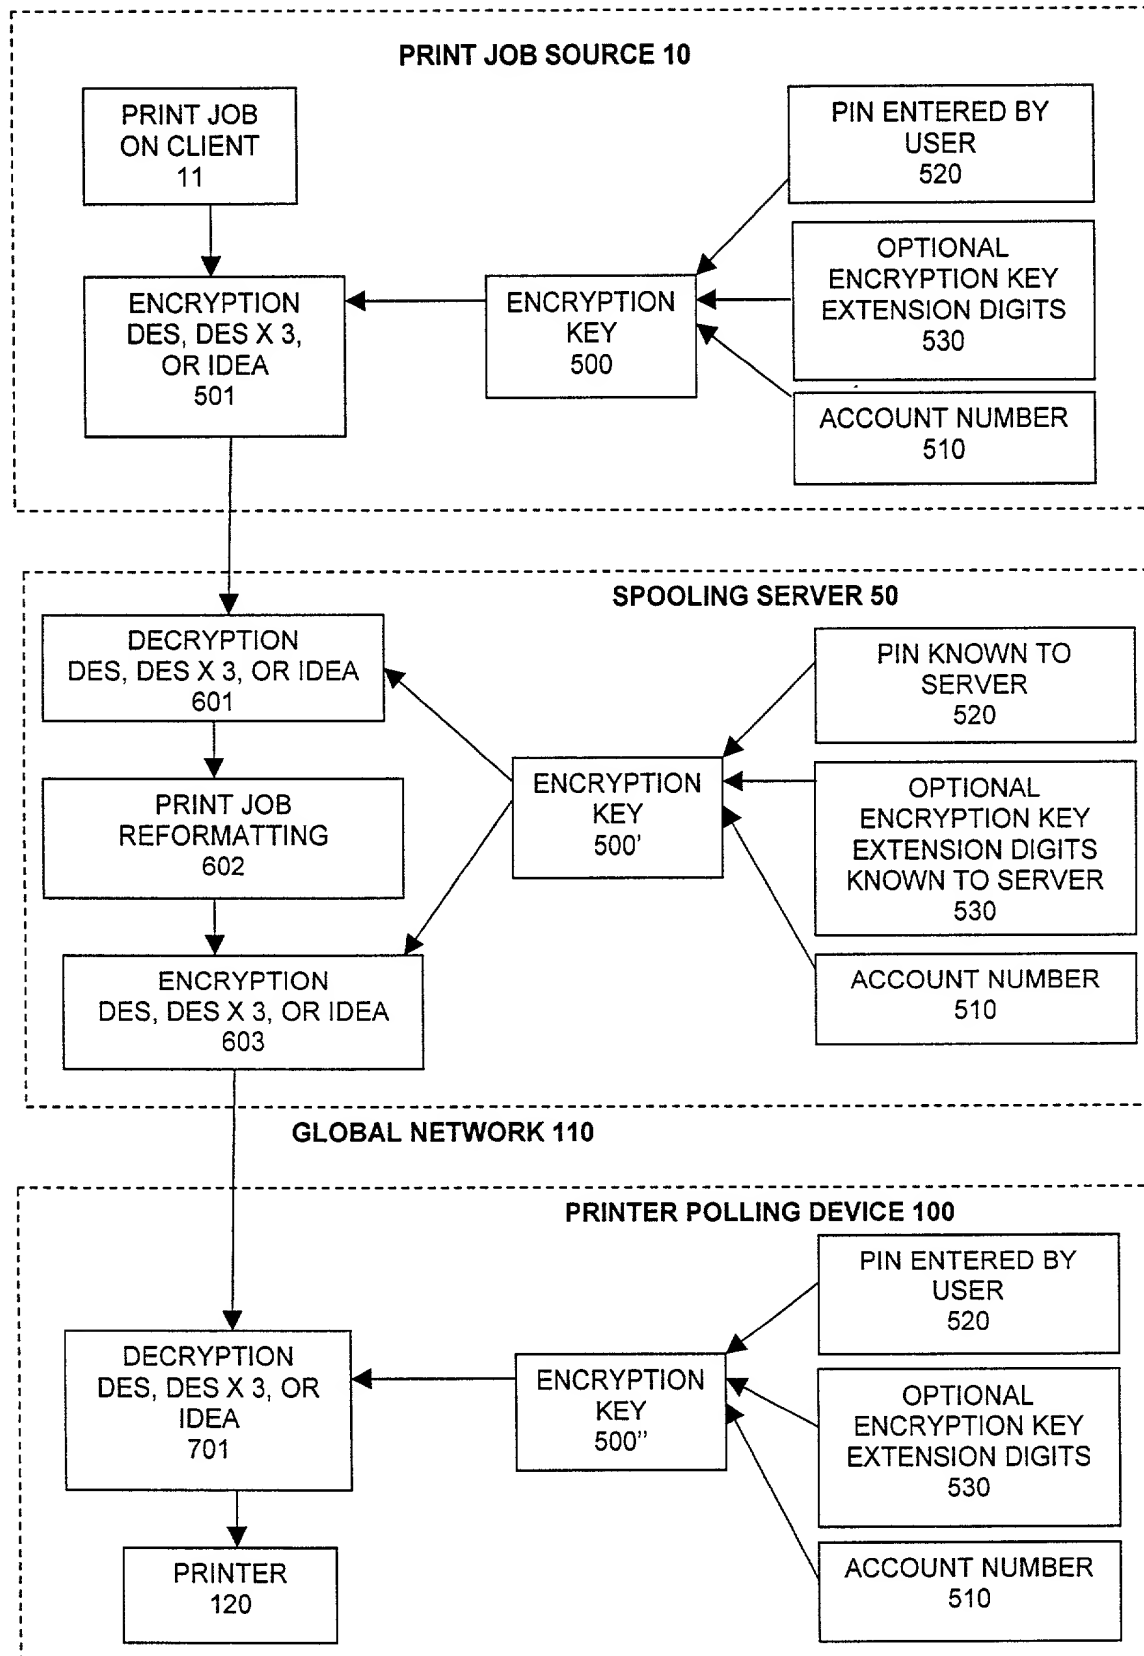 PRINT JOB SOURCE 10
PRINT JOB
ON CLIENT
11
PIN ENTERED BY
USER
520
ENCRYPTION
DES, DES X 3,
OR IDEA
501
ENCRYPTION
KEY
500
OPTIONAL
ENCRYPTION KEY
EXTENSION DIGITS
530
ACCOUNT NUMBER
510
SPOOLING SERVER 50
DECRYPTION
DES, DES X 3, OR IDEA
601
PIN KNOWN TO
SERVER
520
PRINT JOB
REFORMATTING
602
ENCRYPTION
KEY
500'
OPTIONAL
ENCRYPTION KEY
EXTENSION DIGITS
KNOWN TO SERVER
530
ENCRYPTION
DES, DES X 3, OR IDEA
603
ACCOUNT NUMBER
510
GLOBAL NETWORK 110
PRINTER POLLING DEVICE 100
PIN ENTERED BY
USER
520
DECRYPTION
DES, DES X 3, OR
IDEA
701
ENCRYPTION
KEY
500"
OPTIONAL
ENCRYPTION KEY
EXTENSION DIGITS
530
PRINTER
120
ACCOUNT NUMBER
510